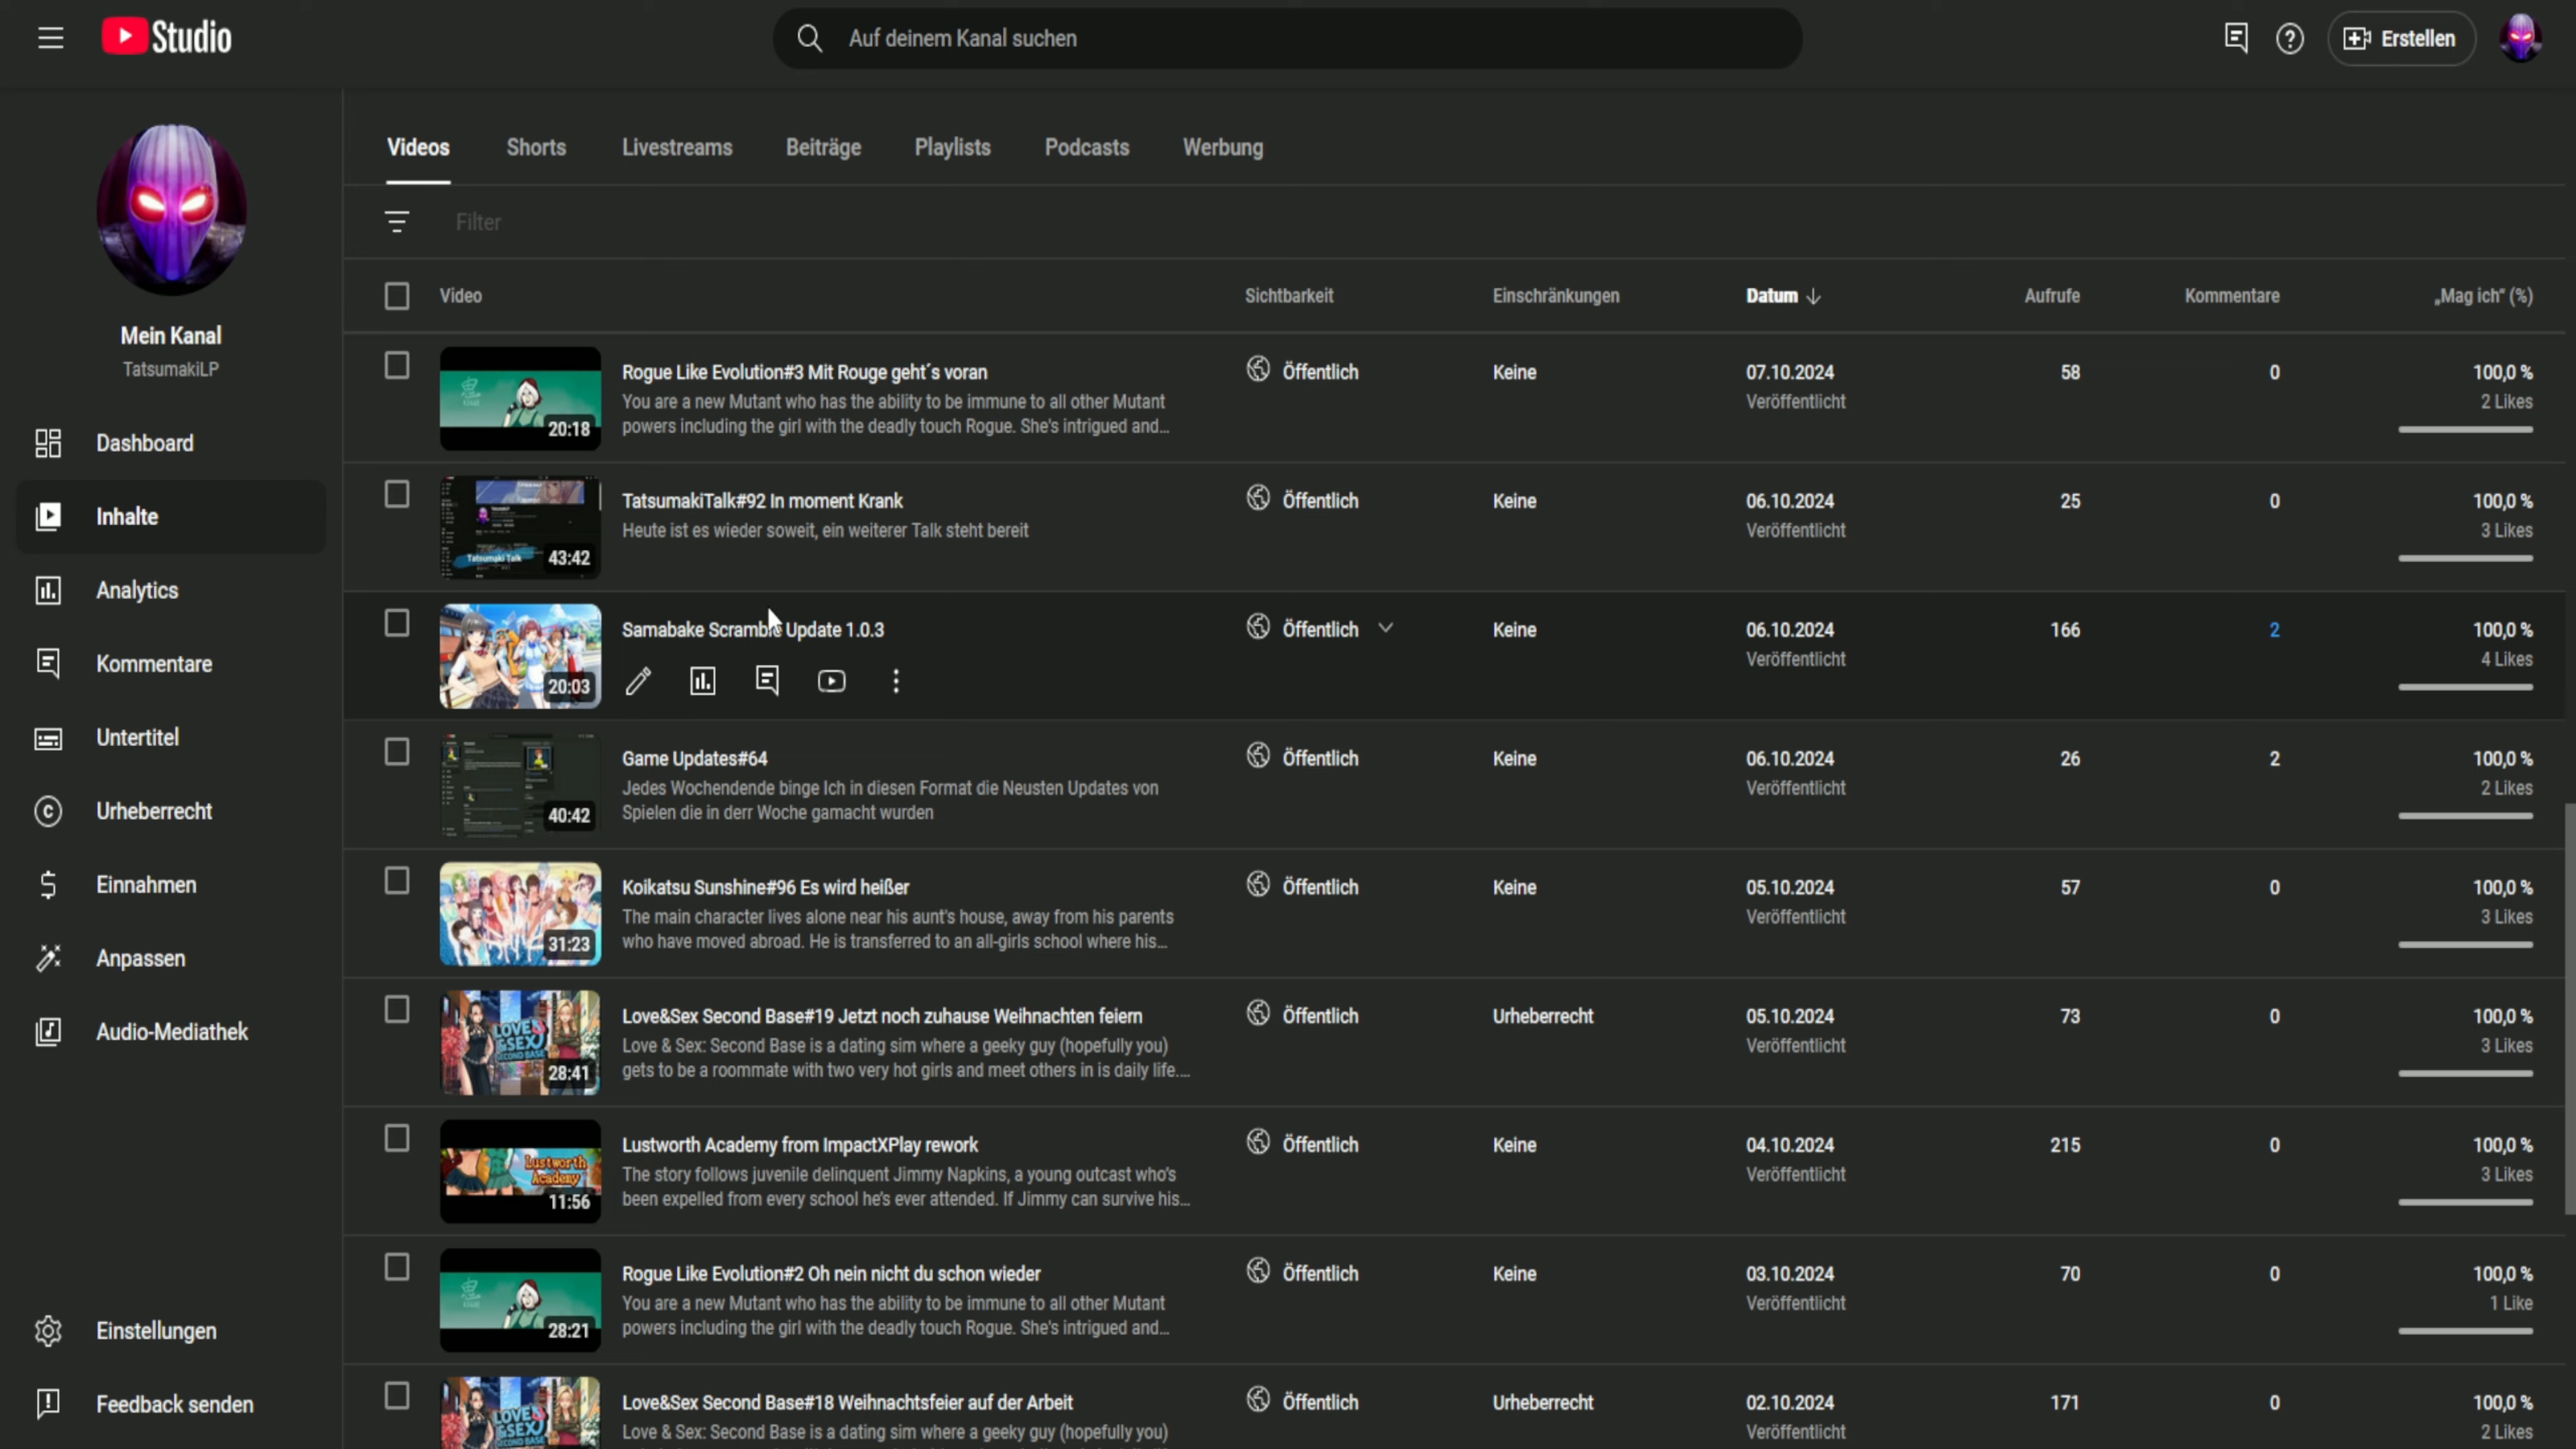 Studio
Auf deinem Kanal suchen
Erstellen
Mein Kanal
TatsumakiLP
Dashboard
Inhalte
Analytics
Kommentare
Untertitel
Urheberrecht
Einnahmen
Anpassen
Audio-Mediathek
Einstellungen
Feedback senden
Videos Shorts Livestreams Beiträge Playlists Podcasts Werbung
Filter
Video Sichtbarkeit Einschränkungen Datum Aufrufe Kommentare „Mag ich“ (%)
Rogue Like Evolution#3 Mit Rouge geht´s voran Öffentlich Keine 07.10.2024 58 0 100,0 %
You are a new Mutant who has the ability to be immune to all other Mutant Veröffentlicht 2 Likes
powers including the girl with the deadly touch Rogue. She's intrigued and...
20:18
TatsumakiTalk#92 In moment Krank Öffentlich Keine 06.10.2024 25 0 100,0 %
Heute ist es wieder soweit, ein weiterer Talk steht bereit Veröffentlicht 3 Likes
Tatsumaki Talk 43:42
Samabake Scramble Update 1.0.3 Öffentlich Keine 06.10.2024 166 2 100,0 %
Veröffentlicht 4 Likes
20:03
Game Updates#64 Öffentlich Keine 06.10.2024 26 2 100,0 %
Jedes Wochendende binge Ich in diesen Format die Neusten Updates von Veröffentlicht 2 Likes
Spielen die in derr Woche gamacht wurden
40:42
Koikatsu Sunshine#96 Es wird heißer Öffentlich Keine 05.10.2024 57 0 100,0 %
The main character lives alone near his aunt's house, away from his parents Veröffentlicht 3 Likes
who have moved abroad. He is transferred to an all-girls school where his...
31:23
Love&Sex Second Base#19 Jetzt noch zuhause Weihnachten feiern Öffentlich Urheberrecht 05.10.2024 73 0 100,0 %
Love & Sex: Second Base is a dating sim where a geeky guy (hopefully you) Veröffentlicht 3 Likes
gets to be a roommate with two very hot girls and meet others in is daily life....
LOVE
&SEX
SECOND BASE
28:41
Lustworth Academy from ImpactXPlay rework Öffentlich Keine 04.10.2024 215 0 100,0 %
The story follows juvenile delinquent Jimmy Napkins, a young outcast who's Veröffentlicht 3 Likes
been expelled from every school he's ever attended. If Jimmy can survive his...
Lustworth
Academy
11:56
Rogue Like Evolution#2 Oh nein nicht du schon wieder Öffentlich Keine 03.10.2024 70 0 100,0 %
You are a new Mutant who has the ability to be immune to all other Mutant Veröffentlicht 1 Like
powers including the girl with the deadly touch Rogue. She's intrigued and...
28:21
Love&Sex Second Base#18 Weihnachtsfeier auf der Arbeit Öffentlich Urheberrecht 02.10.2024 171 0 100,0 %
Love & Sex: Second Base is a dating sim where a geeky guy (hopefully you) Veröffentlicht 2 Likes
LOVE
&SEX
SECOND BASE